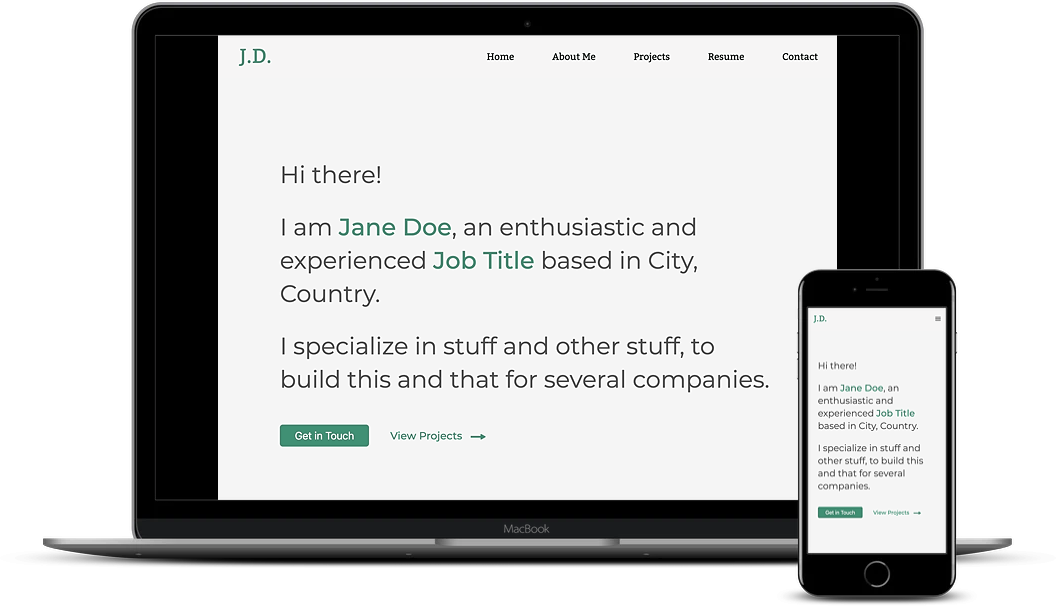 J.D.
Home About Me Projects Resume Contact
Hi there!
I am Jane Doe, an enthusiastic and
experienced Job Title based in City,
Country.
I specialize in stuff and other stuff, to
build this and that for several companies.
Get in Touch View Projects
MacBook
J.D.
Hi there!
I am Jane Doe, an
enthusiastic and
experienced Job Title
based in City, Country.
I specialize in stuff and
other stuff, to build this
and that for several
companies.
Get in Touch View Projects